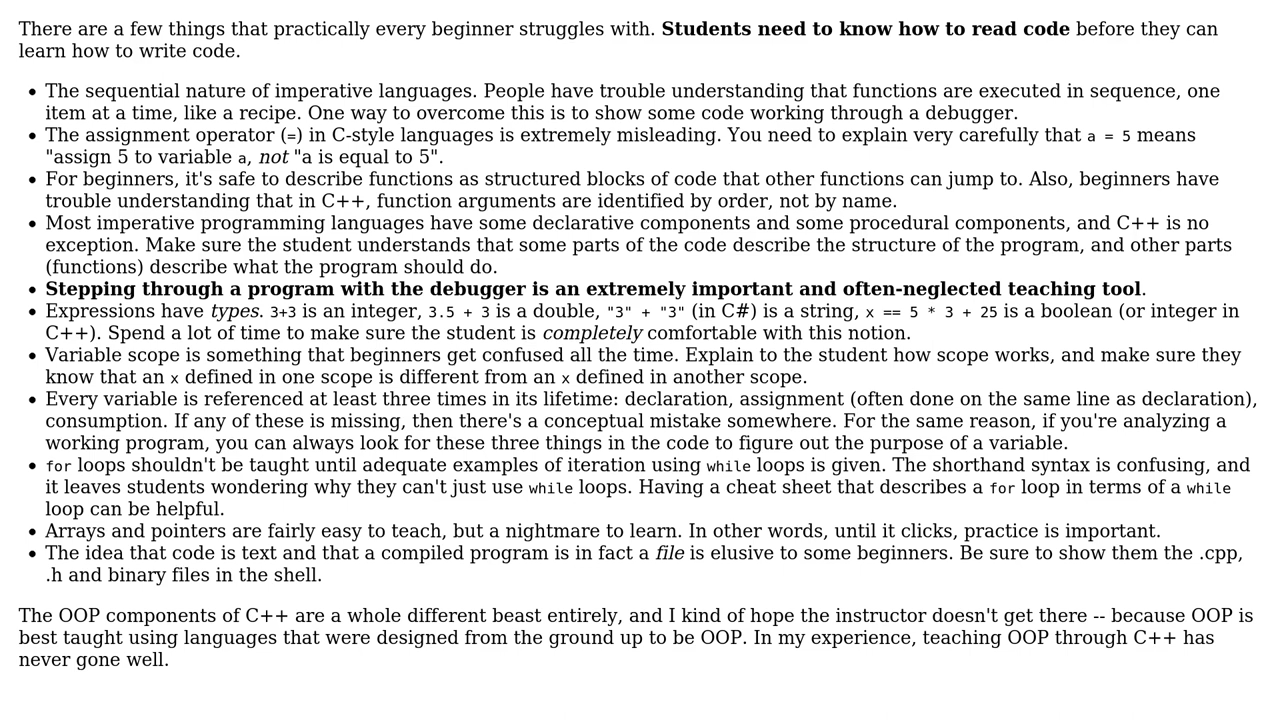 There are a few things that practically every beginner struggles with. Students need to know how to read code before they can
learn how to write code.
• The sequential nature of imperative languages. People have trouble understanding that functions are executed in sequence, one
item at a time, like a recipe. One way to overcome this is to show some code working through a debugger.
• The assignment operator (=) in C-style languages is extremely misleading. You need to explain very carefully that a = 5 means
"assign 5 to variable a, not "a is equal to 5".
• For beginners, it's safe to describe functions as structured blocks of code that other functions can jump to. Also, beginners have
trouble understanding that in C++, function arguments are identified by order, not by name.
• Most imperative programming languages have some declarative components and some procedural components, and C++ is no
exception. Make sure the student understands that some parts of the code describe the structure of the program, and other parts
(functions) describe what the program should do.
• Stepping through a program with the debugger is an extremely important and often-neglected teaching tool.
• Expressions have types. 3+3 is an integer, 3.5 + 3 is a double, "3" + "3" (in C#) is a string, x == 5 * 3 + 25 is a boolean (or integer in
C++). Spend a lot of time to make sure the student is completely comfortable with this notion.
• Variable scope is something that beginners get confused all the time. Explain to the student how scope works, and make sure they
know that an x defined in one scope is different from an x defined in another scope.
• Every variable is referenced at least three times in its lifetime: declaration, assignment (often done on the same line as declaration),
consumption. If any of these is missing, then there's a conceptual mistake somewhere. For the same reason, if you're analyzing a
working program, you can always look for these three things in the code to figure out the purpose of a variable.
• for loops shouldn't be taught until adequate examples of iteration using while loops is given. The shorthand syntax is confusing, and
it leaves students wondering why they can't just use while loops. Having a cheat sheet that describes a for loop in terms of a while
loop can be helpful.
• Arrays and pointers are fairly easy to teach, but a nightmare to learn. In other words, until it clicks, practice is important.
• The idea that code is text and that a compiled program is in fact a file is elusive to some beginners. Be sure to show them the .cpp,
.h and binary files in the shell.
The OOP components of C++ are a whole different beast entirely, and I kind of hope the instructor doesn't get there -- because OOP is
best taught using languages that were designed from the ground up to be OOP. In my experience, teaching OOP through C++ has
never gone well.